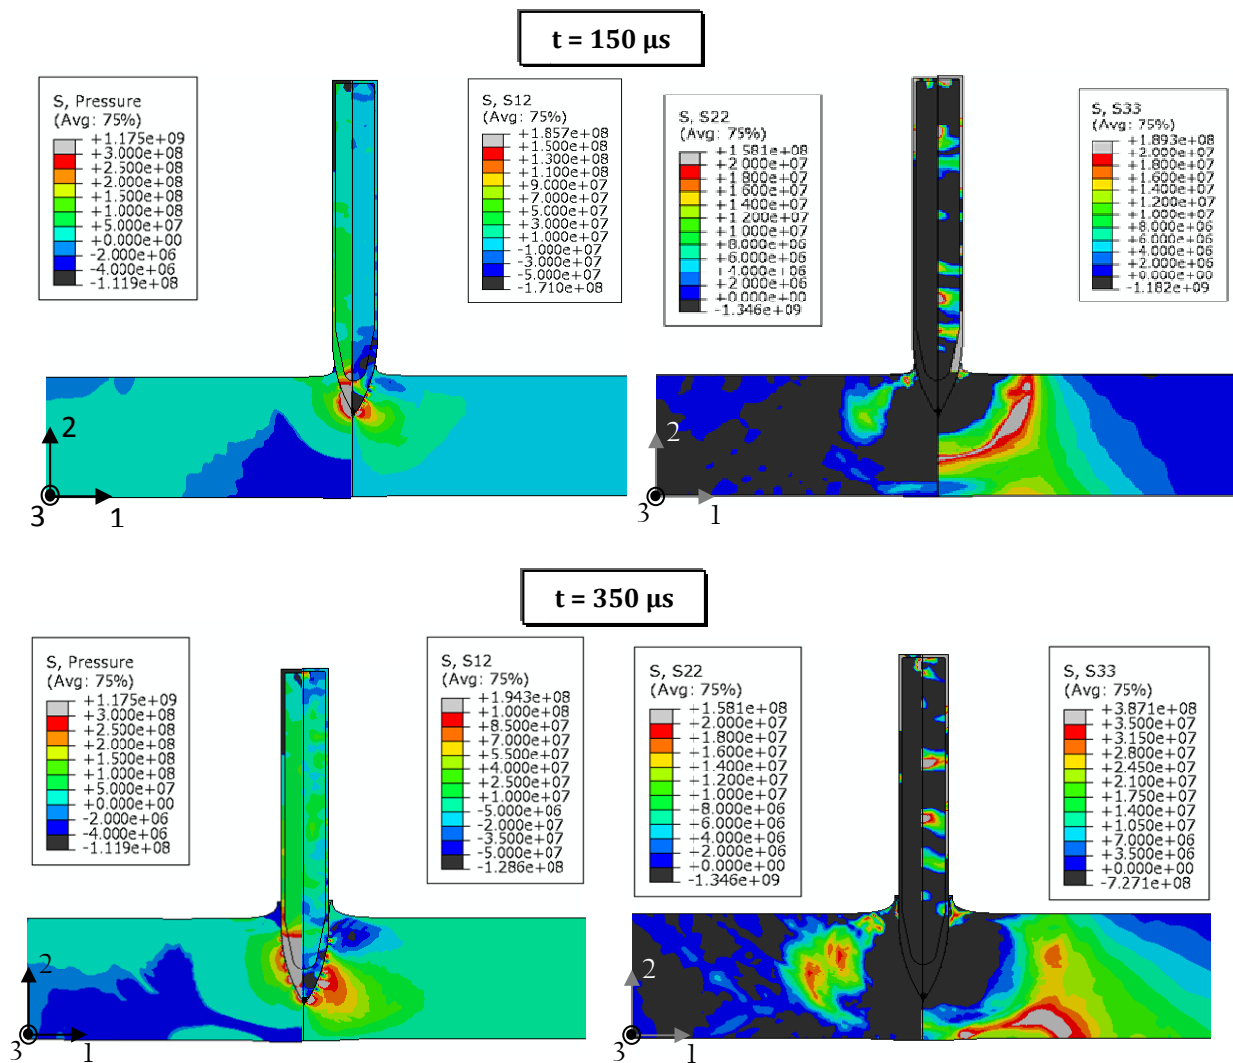 t = 150 µs
S, Pressure
(Avg: 75%)
+1.175e+09
+3.000e+08
+2.500e+08
+2.000e+08
+1.500e+08
+1.000e+08
+5.000e+07
+0.000e+00
-2.000e+06
-4.000e+06
-1.119e+08
S, S12
(Avg: 75%)
+1.857e+08
+1.500e+08
+1.300e+08
+1.100e+08
+9.000e+07
+7.000e+07
+5.000e+07
+3.000e+07
+1.000e+07
-1.000e+07
-3.000e+07
-5.000e+07
-1.710e+08
S, S22
(Avg: 75%)
+1.581e+08
+2.000e+07
+1.800e+07
+1.600e+07
+1.400e+07
+1.200e+07
+1.000e+07
+8.000e+06
+6.000e+06
+4.000e+06
+2.000e+06
+0.000e+00
-1.346e+09
S, S33
(Avg: 75%)
+1.893e+08
+2.000e+07
+1.800e+07
+1.600e+07
+1.400e+07
+1.200e+07
+1.000e+07
+8.000e+06
+6.000e+06
+4.000e+06
+2.000e+06
+0.000e+00
-1.182e+09
2
3
1
2
3
1
t = 350 µs
S, Pressure
(Avg: 75%)
+1.175e+09
+3.000e+08
+2.500e+08
+2.000e+08
+1.500e+08
+1.000e+08
+5.000e+07
+0.000e+00
-2.000e+06
-4.000e+06
-1.119e+08
S, S12
(Avg: 75%)
+1.943e+08
+1.000e+08
+8.500e+07
+7.000e+07
+5.500e+07
+4.000e+07
+2.500e+07
+1.000e+07
-5.000e+06
-2.000e+07
-3.500e+07
-5.000e+07
-1.286e+08
S, S22
(Avg: 75%)
+1.581e+08
+2.000e+07
+1.800e+07
+1.600e+07
+1.400e+07
+1.200e+07
+1.000e+07
+8.000e+06
+6.000e+06
+4.000e+06
+2.000e+06
+0.000e+00
-1.346e+09
S, S33
(Avg: 75%)
+3.871e+08
+3.500e+07
+3.150e+07
+2.800e+07
+2.450e+07
+2.100e+07
+1.750e+07
+1.400e+07
+1.050e+07
+7.000e+06
+3.500e+06
+0.000e+00
-7.271e+08
2
3
1
2
3
1